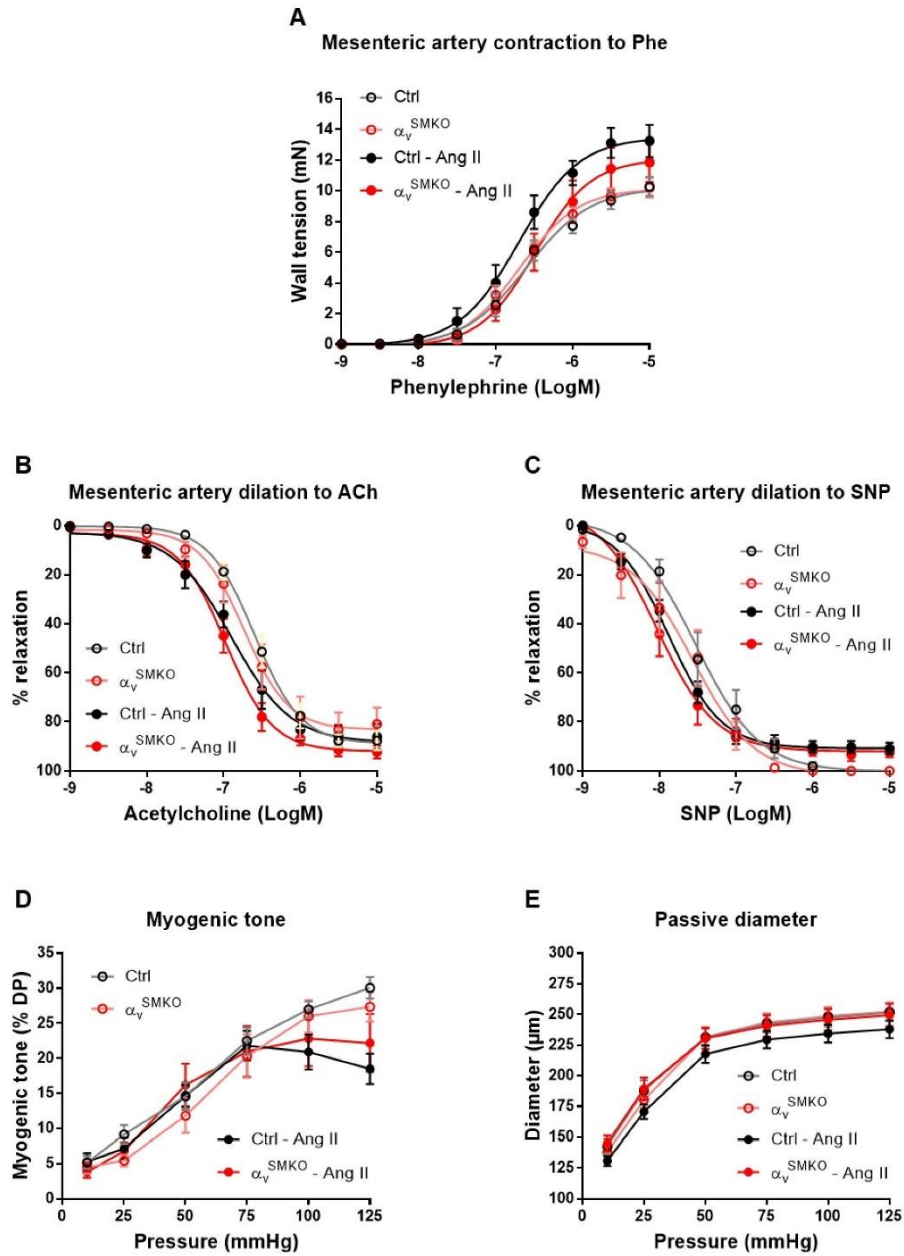 A
Mesenteric artery contraction to Phe
Ctrl
αvSMKO
Ctrl - Ang II
αvSMKO - Ang II
16
14
12
10
8
6
4
2
0
Wall tension (mN)
-9 -8 -7 -6 -5
Phenylephrine (LogM)
B
Mesenteric artery dilation to ACh
0
20
40
60
80
100
% relaxation
Ctrl
αvSMKO
Ctrl - Ang II
αvSMKO - Ang II
-9 -8 -7 -6 -5
Acetylcholine (LogM)
C
Mesenteric artery dilation to SNP
0
20
40
60
80
100
% relaxation
Ctrl
αvSMKO
Ctrl - Ang II
αvSMKO - Ang II
-9 -8 -7 -6 -5
SNP (LogM)
D
Myogenic tone
35
30
25
20
15
10
5
0
Myogenic tone (% DP)
Ctrl
αvSMKO
Ctrl - Ang II
αvSMKO - Ang II
0 25 50 75 100 125
Pressure (mmHg)
E
Passive diameter
300
275
250
225
200
175
150
125
100
Diameter (µm)
Ctrl
αvSMKO
Ctrl - Ang II
αvSMKO - Ang II
0 25 50 75 100 125
Pressure (mmHg)